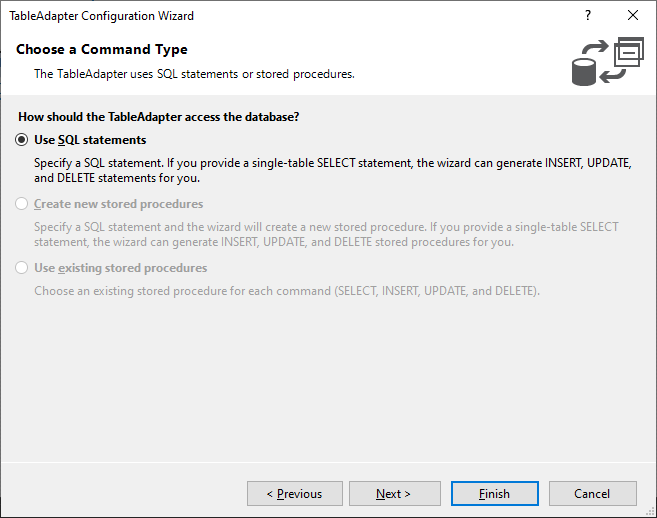 TableAdapter Configuration Wizard
?
Choose a Command Type
The TableAdapter uses SQL statements or stored procedures.
How should the TableAdapter access the database?
Use SQL statements
Specify a SQL statement. If you provide a single-table SELECT statement, the wizard can generate INSERT, UPDATE,
and DELETE statements for you.
Create new stored procedures
Specify a SQL statement and the wizard will create a new stored procedure. If you provide a single-table SELECT
statement, the wizard can generate INSERT, UPDATE, and DELETE stored procedures for you.
Use existing stored procedures
Choose an existing stored procedure for each command (SELECT, INSERT, UPDATE, and DELETE).
< Previous
Next >
Finish
Cancel